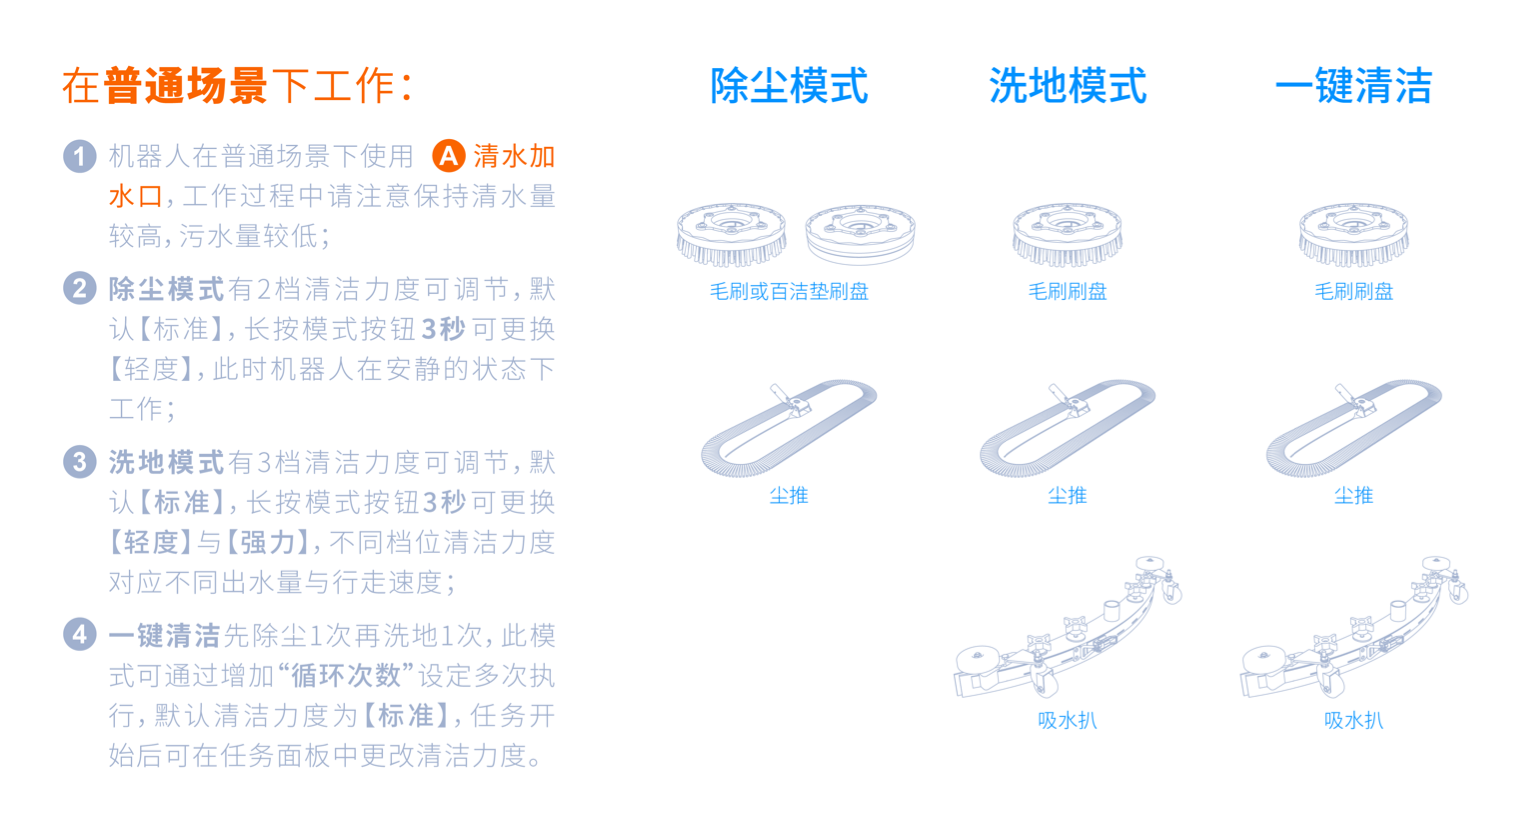 在普通场景下工作：
1 机器人在普通场景下使用 A 清水加
水口，工作过程中请注意保持清水量
较高，污水量较低；
2 除尘模式有2档清洁力度可调节，默
认【标准】，长按模式按钮3秒可更换
【轻度】，此时机器人在安静的状态下
工作；
3 洗地模式有3档清洁力度可调节，默
认【标准】，长按模式按钮3秒可更换
【轻度】与【强力】，不同档位清洁力度
对应不同出水量与行走速度；
4 一键清洁先除尘1次再洗地1次，此模
式可通过增加“循环次数”设定多次执
行，默认清洁力度为【标准】，任务开
始后可在任务面板中更改清洁力度。
除尘模式 洗地模式 一键清洁
毛刷或百洁垫刷盘 毛刷刷盘 毛刷刷盘
尘推 尘推 尘推
吸水扒 吸水扒